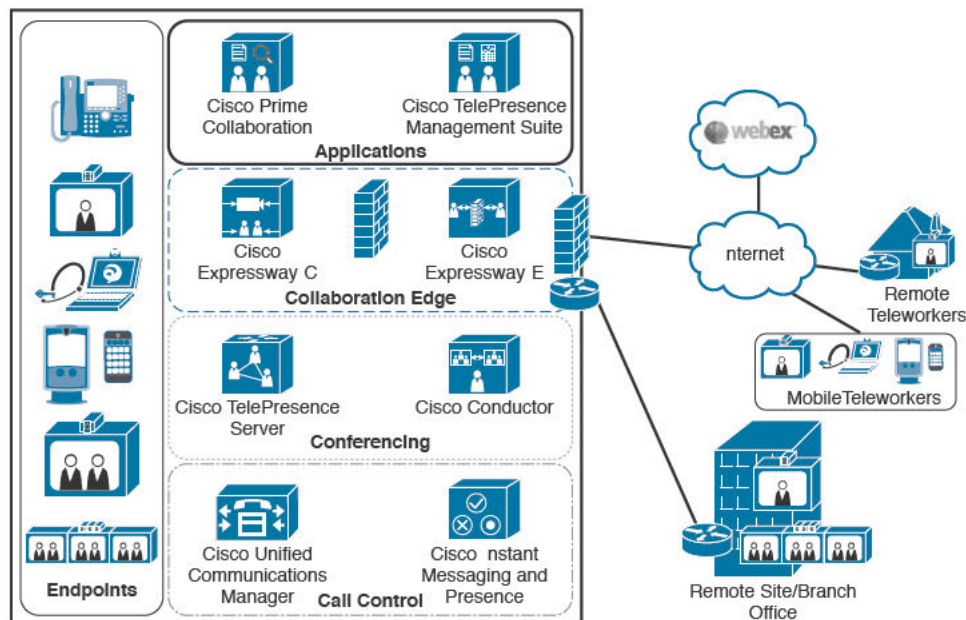 Cisco Prime
Collaboration
Cisco TelePresence
Management Suite
Applications
Cisco
Expressway C
Cisco
Expressway E
Collaboration Edge
Cisco TelePresence
Server
Cisco Conductor
Conferencing
Cisco Unified
Communications
Manager
Cisco nstant
Messaging and
Presence
Call Control
Endpoints
webex
nternet
Remote
Teleworkers
MobileTeleworkers
Remote Site/Branch
Office